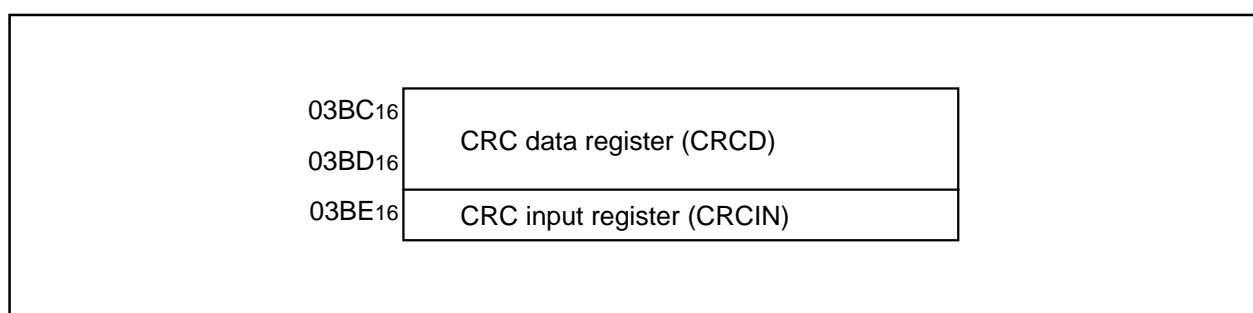 03BC16
CRC data register (CRCD)
03BD16
03BE16 CRC input register (CRCIN)